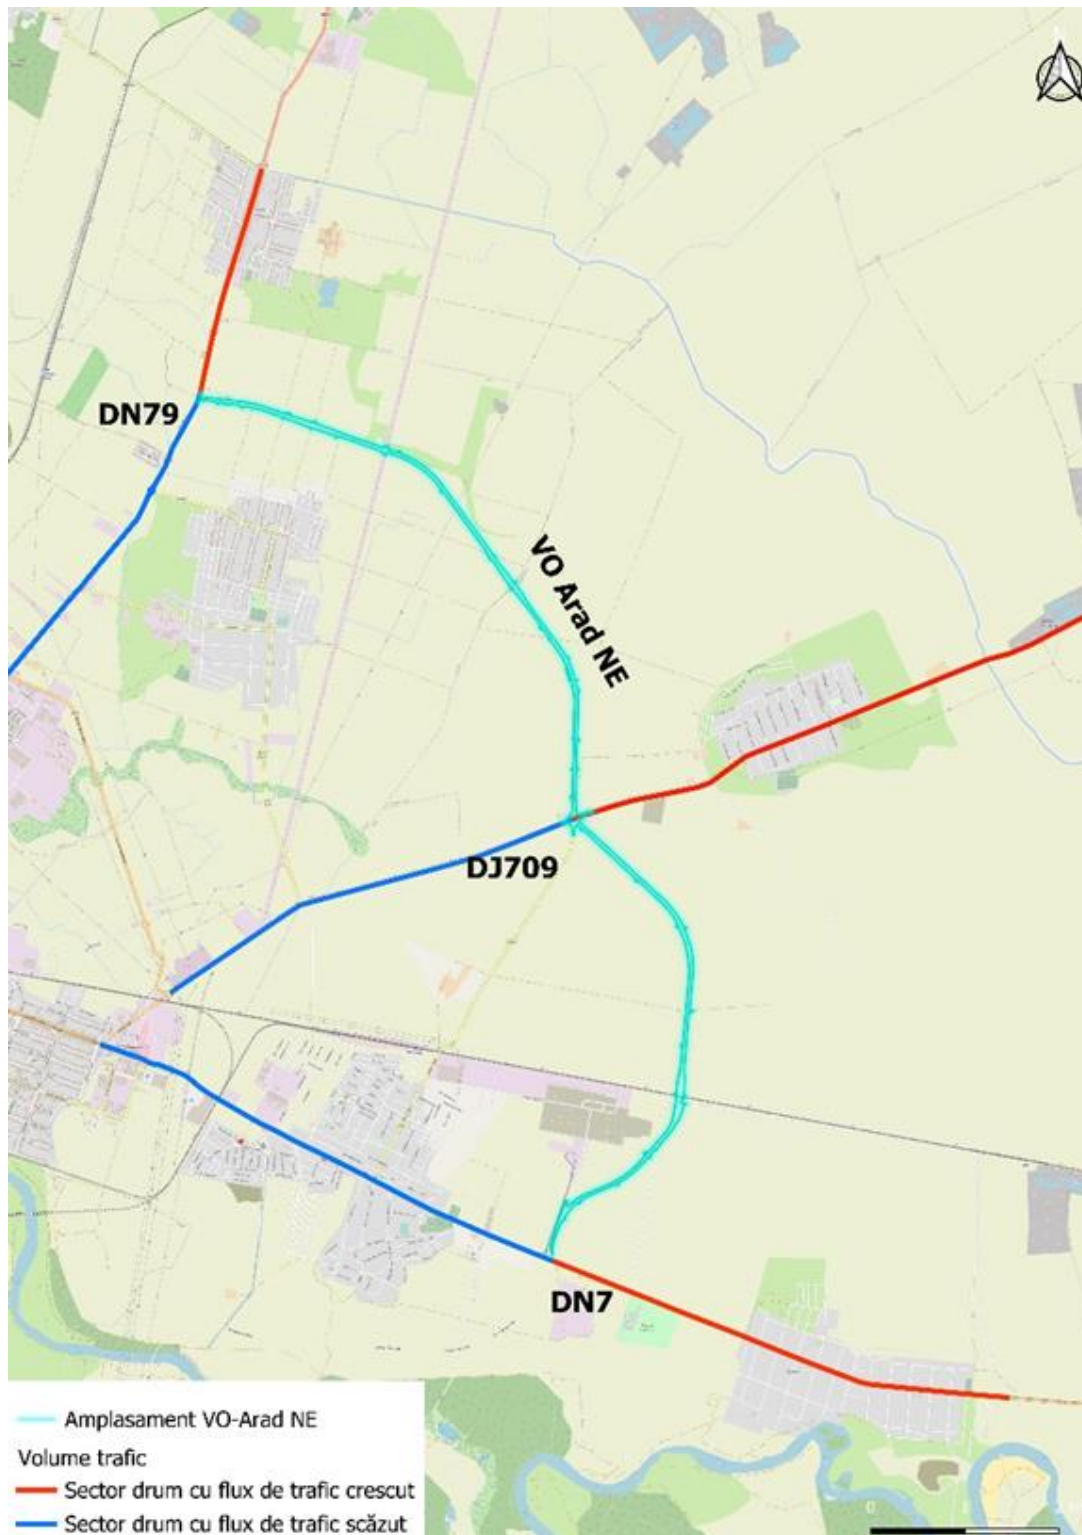 DN79
VO Arad NE
DJ709
DN7
Amplasament VO-Arad NE
Volume trafic
Sector drum cu flux de trafic crescut
Sector drum cu flux de trafic scăzut